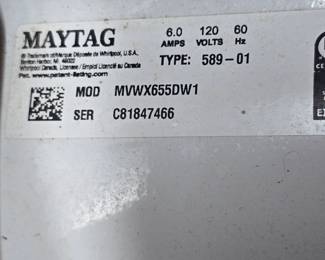 MAYTAG
6.0 120 60
AMPS VOLTS Hz
® Trademark/Marque Déposée de Whirlpool, U.S.A.
Benton Harbor, MI 49022
Whirlpool Canada, Licensee / Emploi Licencié Au Canada
Pat. www.patent-listing.com
TYPE: 589-01
MOD MVWX655DW1
SER C81847466